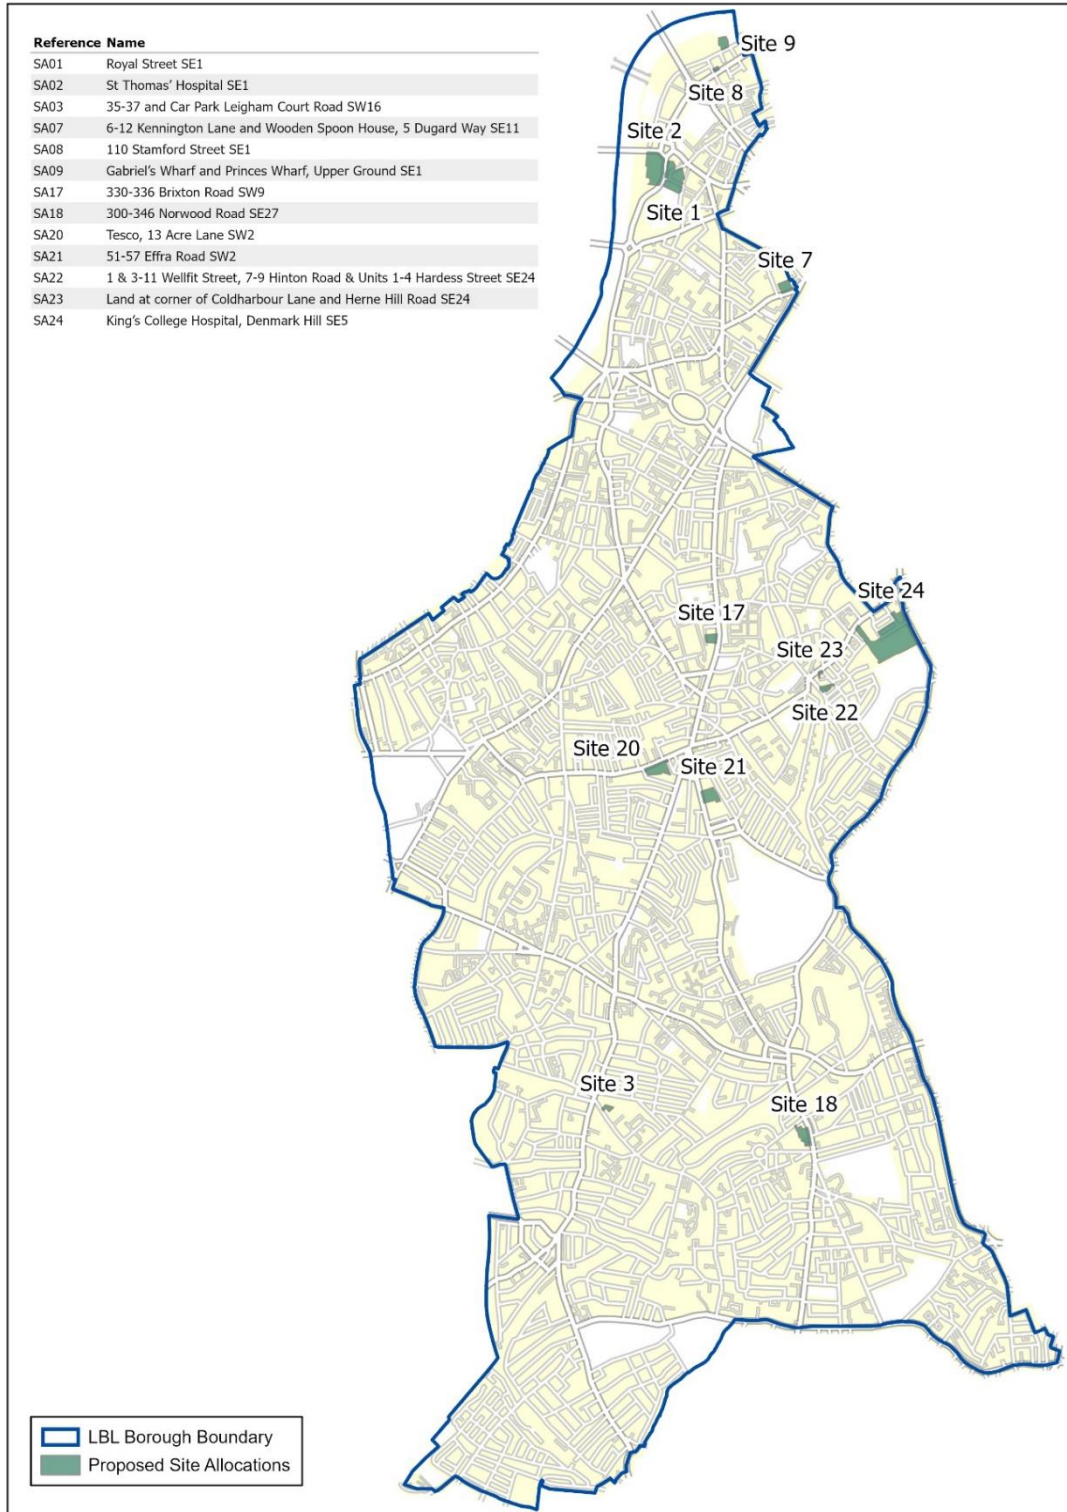 Reference Name
SA01 Royal Street SE1
SA02 St Thomas' Hospital SE1
SA03 35-37 and Car Park Leigham Court Road SW16
SA07 6-12 Kennington Lane and Wooden Spoon House, 5 Dugard Way SE11
SA08 110 Stamford Street SE1
SA09 Gabriel's Wharf and Princes Wharf, Upper Ground SE1
SA17 330-336 Brixton Road SW9
SA18 300-346 Norwood Road SE27
SA20 Tesco, 13 Acre Lane SW2
SA21 51-57 Effra Road SW2
SA22 1 & 3-11 Wellfit Street, 7-9 Hinton Road & Units 1-4 Hardess Street SE24
SA23 Land at corner of Coldharbour Lane and Herne Hill Road SE24
SA24 King's College Hospital, Denmark Hill SE5
Site 9
Site 8
Site 2
Site 1
Site 7
Site 24
Site 17
Site 23
Site 22
Site 20
Site 21
Site 3
Site 18
LBL Borough Boundary
Proposed Site Allocations